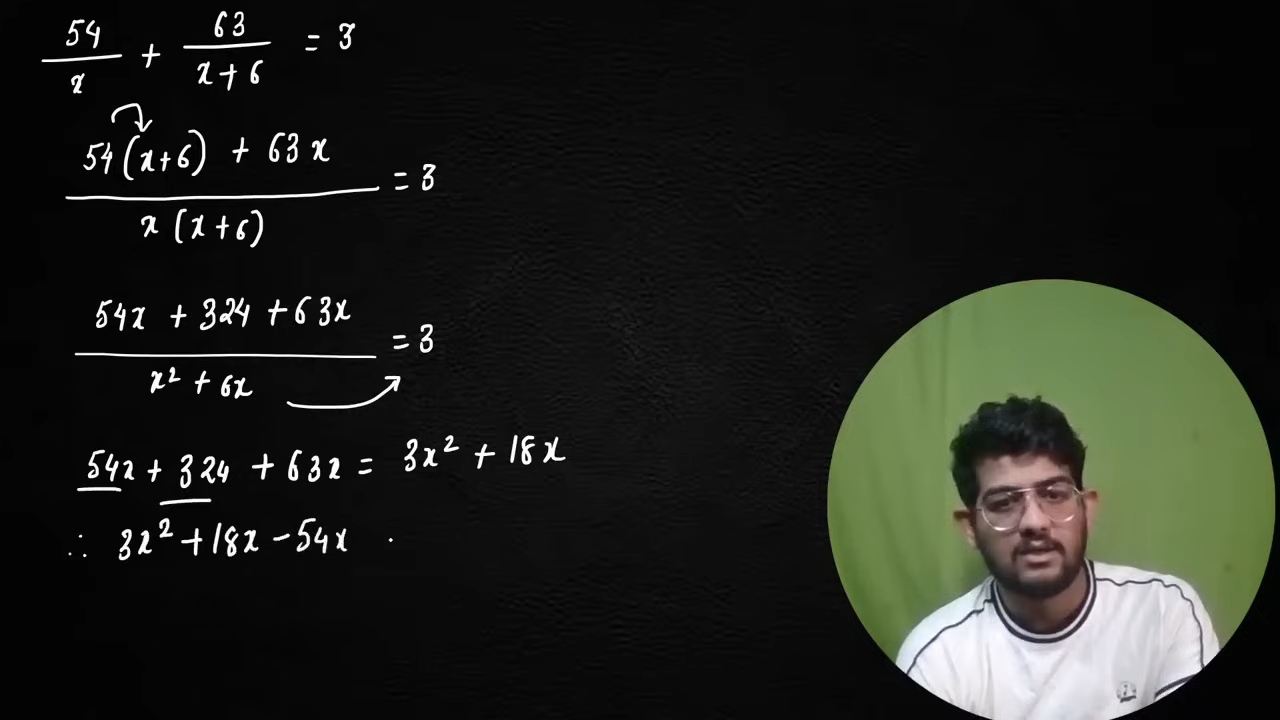 54/x + 63/(x+6) = 3
(54(x+6) + 63x)/(x(x+6)) = 3
(54x + 324 + 63x)/(x² + 6x) = 3
54x + 324 + 63x = 3x² + 18x
∴ 3x² + 18x - 54x